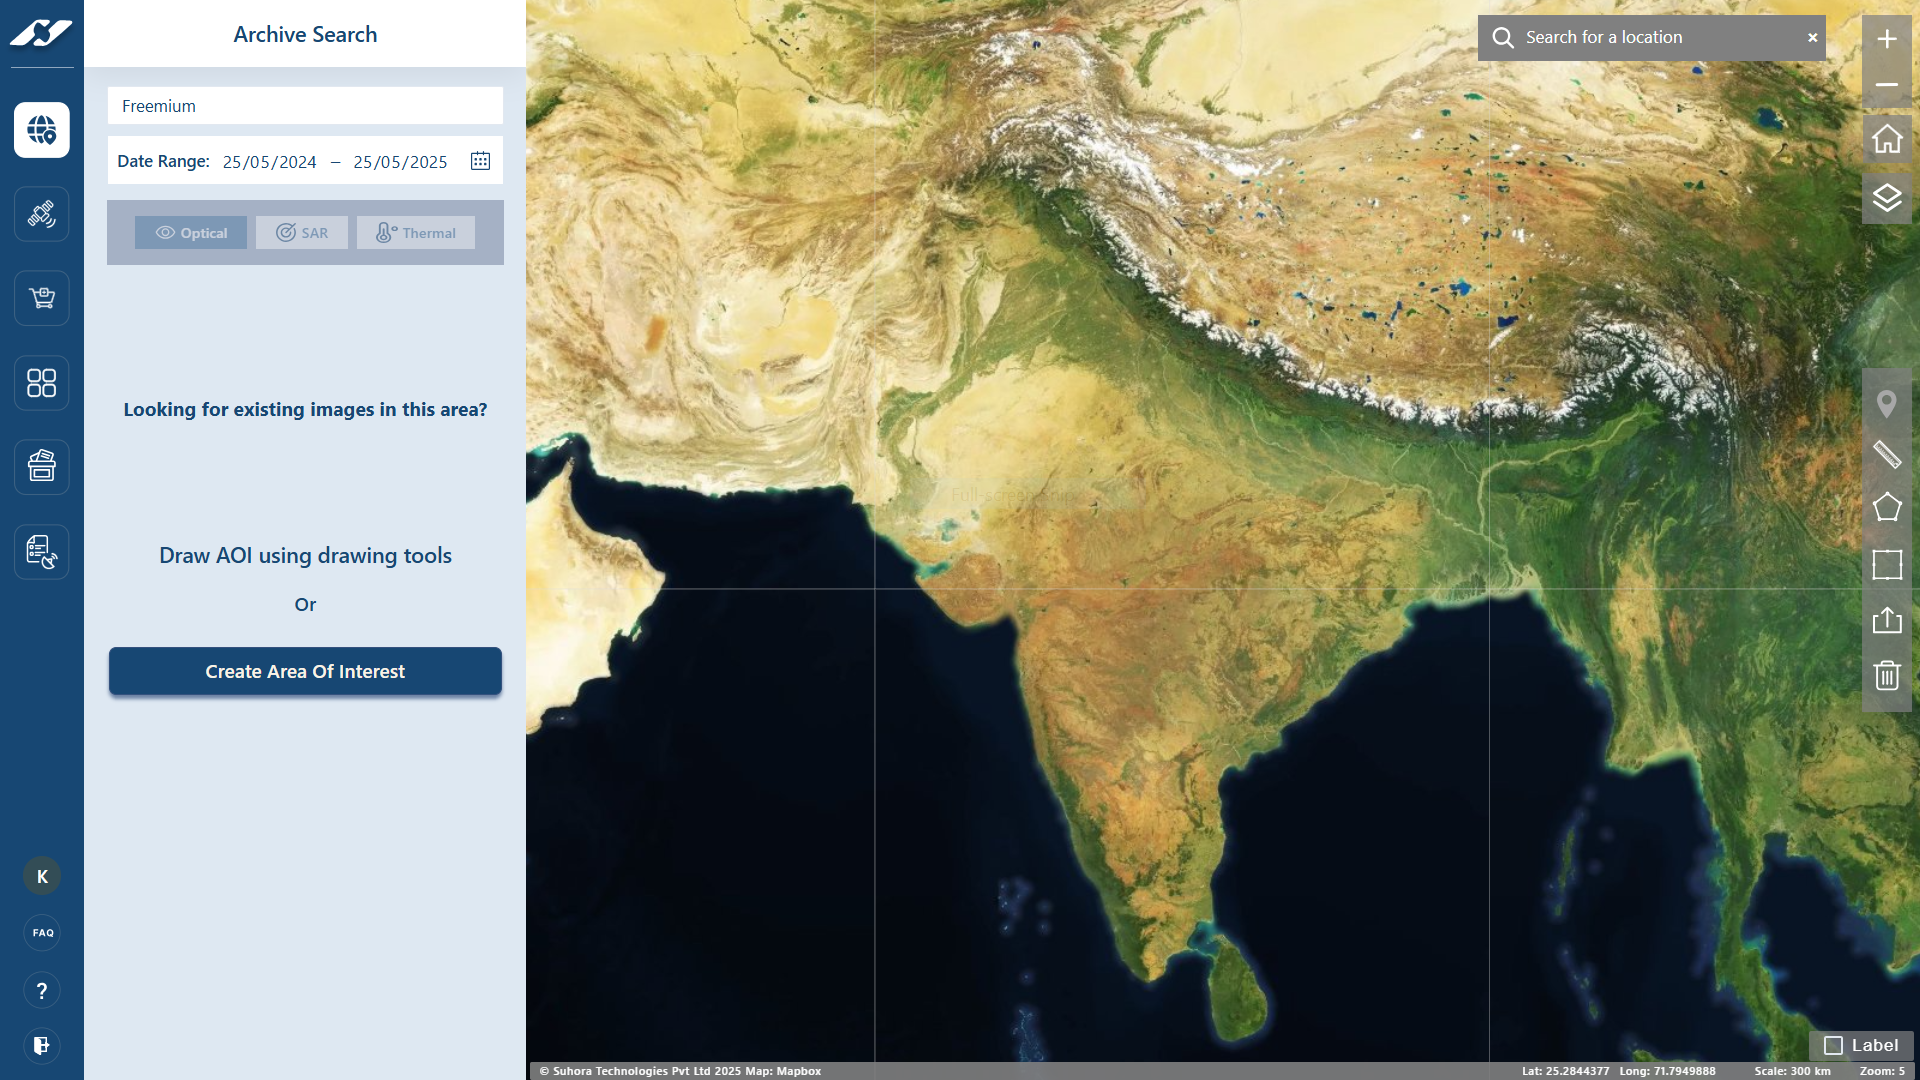 Archive Search
Freemium
Date Range: 25/05/2024 – 25/05/2025
Optical
SAR
Thermal
Looking for existing images in this area?
Draw AOI using drawing tools
Or
Create Area Of Interest
K
FAQ
?
Search for a location
×
Label
© Suhora Technologies Pvt Ltd 2025 Map: Mapbox
Lat: 25.2844377 Long: 71.7949888 Scale: 300 km Zoom: 5